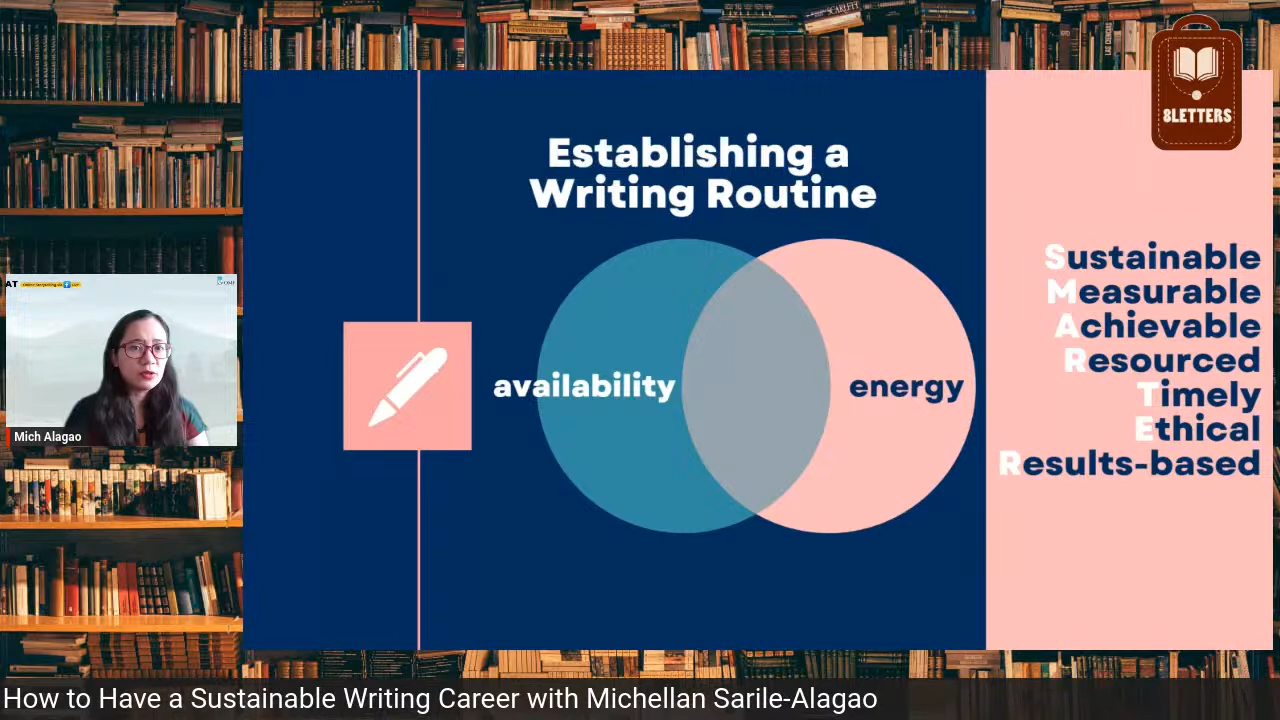 8LETTERS
Establishing a
Writing Routine
availability
energy
Sustainable
Measurable
Achievable
Resourced
Timely
Ethical
Results-based
AT
Mich Alagao
How to Have a Sustainable Writing Career with Michellan Sarile-Alagao